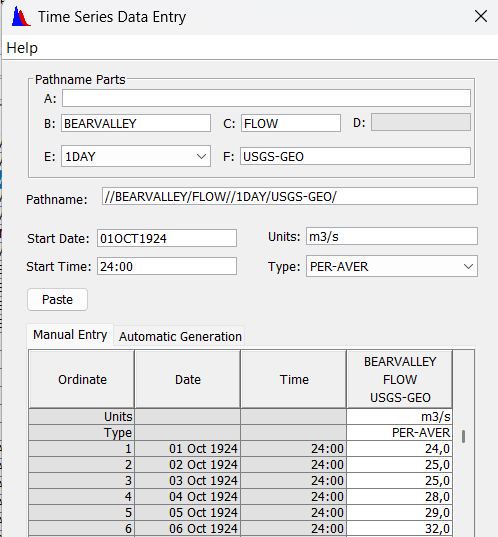 Time Series Data Entry
Help
Pathname Parts
A:
B: BEARVALLEY C: FLOW D:
E: 1DAY F: USGS-GEO
Pathname: //BEARVALLEY/FLOW//1DAY/USGS-GEO/
Start Date: 01OCT1924 Units: m3/s
Start Time: 24:00 Type: PER-AVER
Paste
Manual Entry Automatic Generation
Ordinate Date Time BEARVALLEY
FLOW
USGS-GEO
Units m3/s
Type PER-AVER
1 01 Oct 1924 24:00 24,0
2 02 Oct 1924 24:00 25,0
3 03 Oct 1924 24:00 25,0
4 04 Oct 1924 24:00 28,0
5 05 Oct 1924 24:00 29,0
6 06 Oct 1924 24:00 32,0